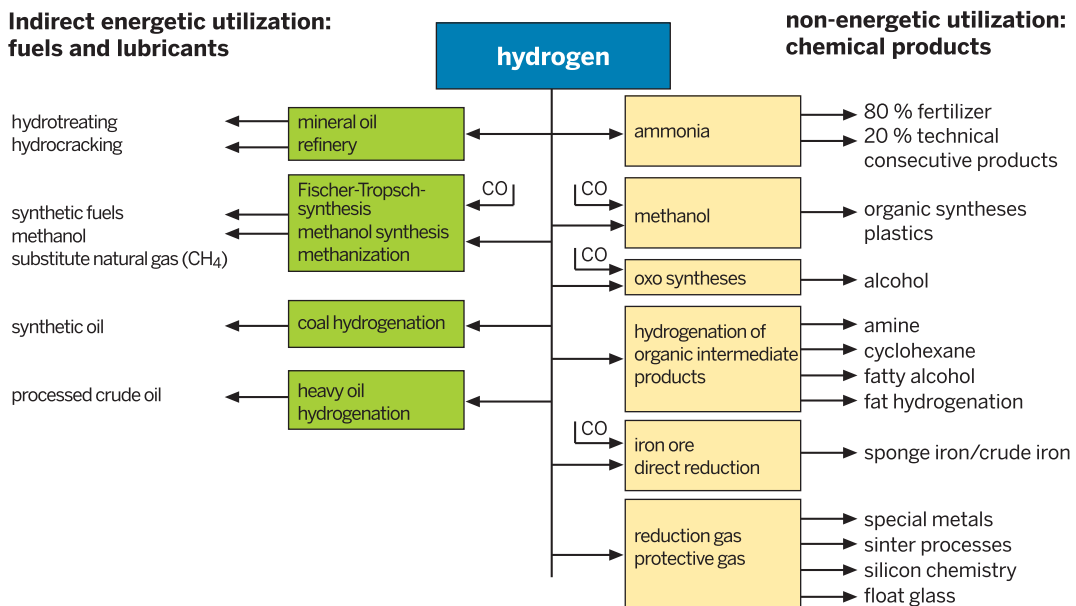 Indirect energetic utilization:
fuels and lubricants
hydrogen
non-energetic utilization:
chemical products
hydrotreating
hydrocracking
mineral oil
refinery
synthetic fuels
methanol
substitute natural gas (CH4)
Fischer-Tropsch-
synthesis
methanol synthesis
methanization
CO
synthetic oil
coal hydrogenation
processed crude oil
heavy oil
hydrogenation
ammonia
80 % fertilizer
20 % technical
consecutive products
CO
methanol
organic syntheses
plastics
CO
oxo syntheses
alcohol
hydrogenation of
organic intermediate
products
amine
cyclohexane
fatty alcohol
fat hydrogenation
CO
iron ore
direct reduction
sponge iron/crude iron
reduction gas
protective gas
special metals
sinter processes
silicon chemistry
float glass